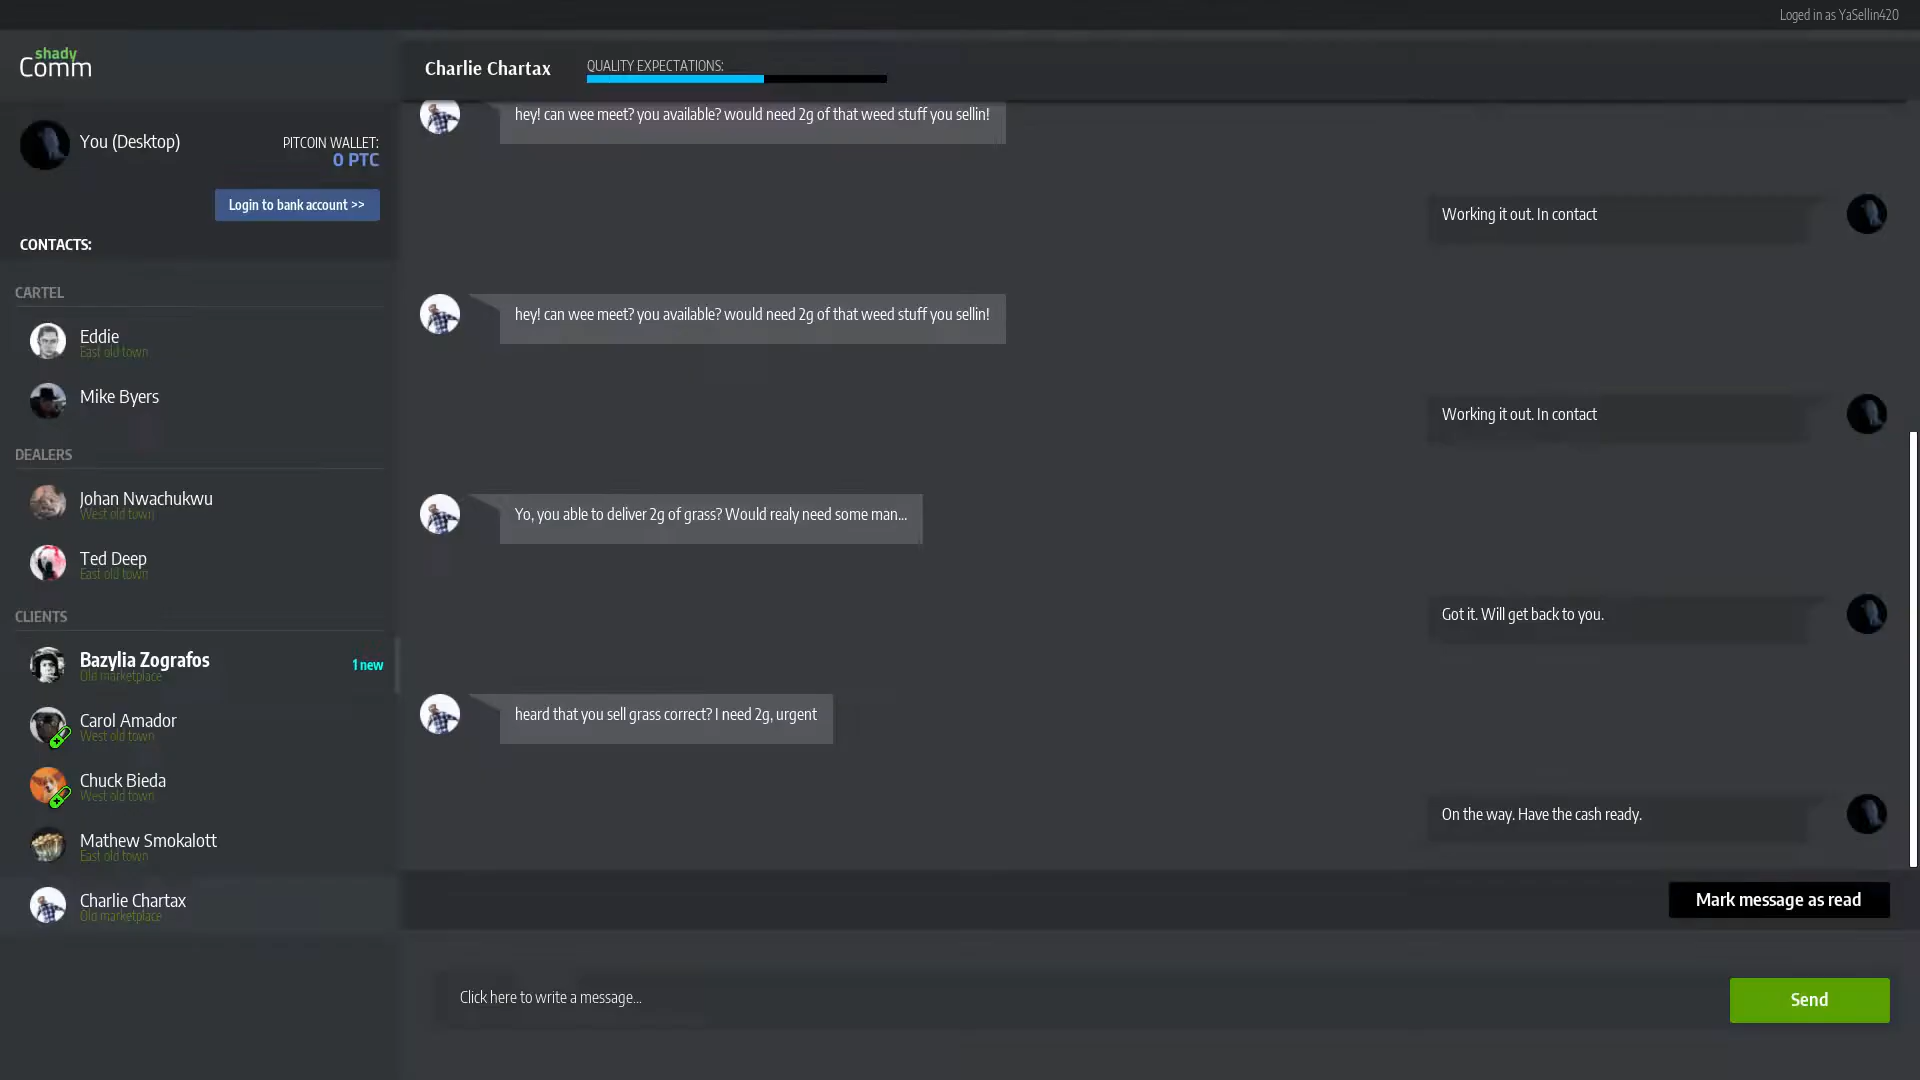 Loged in as YaSellin420
shady
Comm
Charlie Chartax
QUALITY EXPECTATIONS:
You (Desktop)
PITCOIN WALLET:
0 PTC
Login to bank account >>
CONTACTS:
CARTEL
Eddie
East old town
Mike Byers
DEALERS
Johan Nwachukwu
West old town
Ted Deep
East old town
CLIENTS
Bazylia Zografos
Old marketplace
1 new
Carol Amador
West old town
Chuck Bieda
West old town
Mathew Smokalott
East old town
Charlie Chartax
Old marketplace
hey! can wee meet? you available? would need 2g of that weed stuff you sellin!
Working it out. In contact
hey! can wee meet? you available? would need 2g of that weed stuff you sellin!
Working it out. In contact
Yo, you able to deliver 2g of grass? Would realy need some man...
Got it. Will get back to you.
heard that you sell grass correct? I need 2g, urgent
On the way. Have the cash ready.
Mark message as read
Click here to write a message...
Send